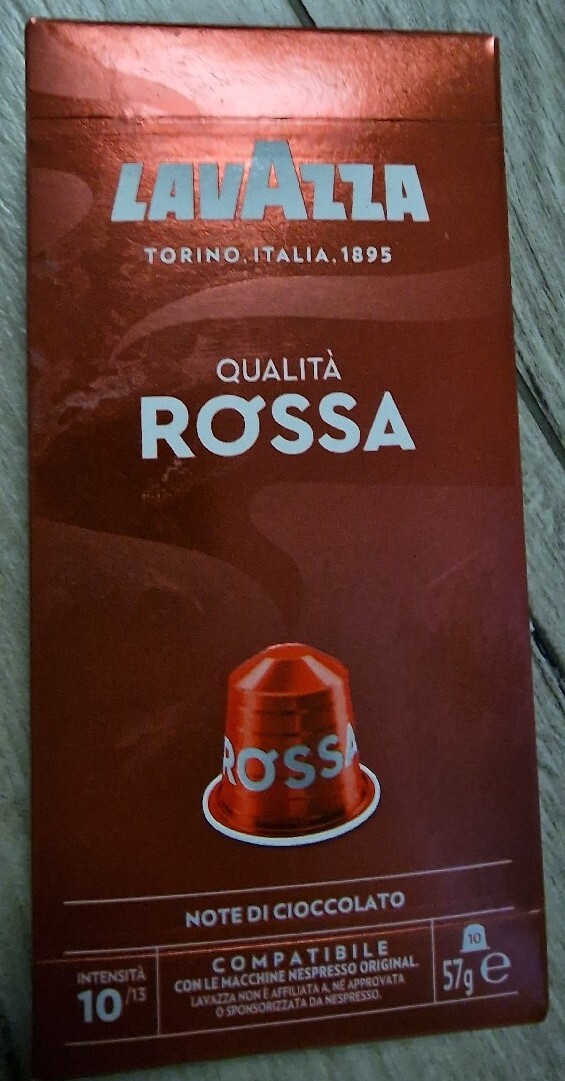 LAVAZZA
TORINO, ITALIA, 1895
QUALITÀ
ROSSA
ROSSA
NOTE DI CIOCCOLATO
INTENSITÀ
10/13
COMPATIBILE
CON LE MACCHINE NESPRESSO ORIGINAL.
LAVAZZA NON È AFFILIATA A, NÉ APPROVATA
O SPONSORIZZATA DA NESPRESSO.
10
57g ℮